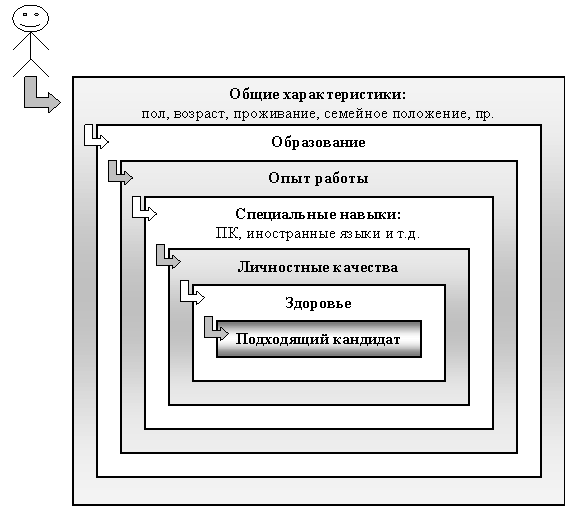 Общие характеристики:
пол, возраст, проживание, семейное положение, пр.
Образование
Опыт работы
Специальные навыки:
ПК, иностранные языки и т.д.
Личностные качества
Здоровье
Подходящий кандидат